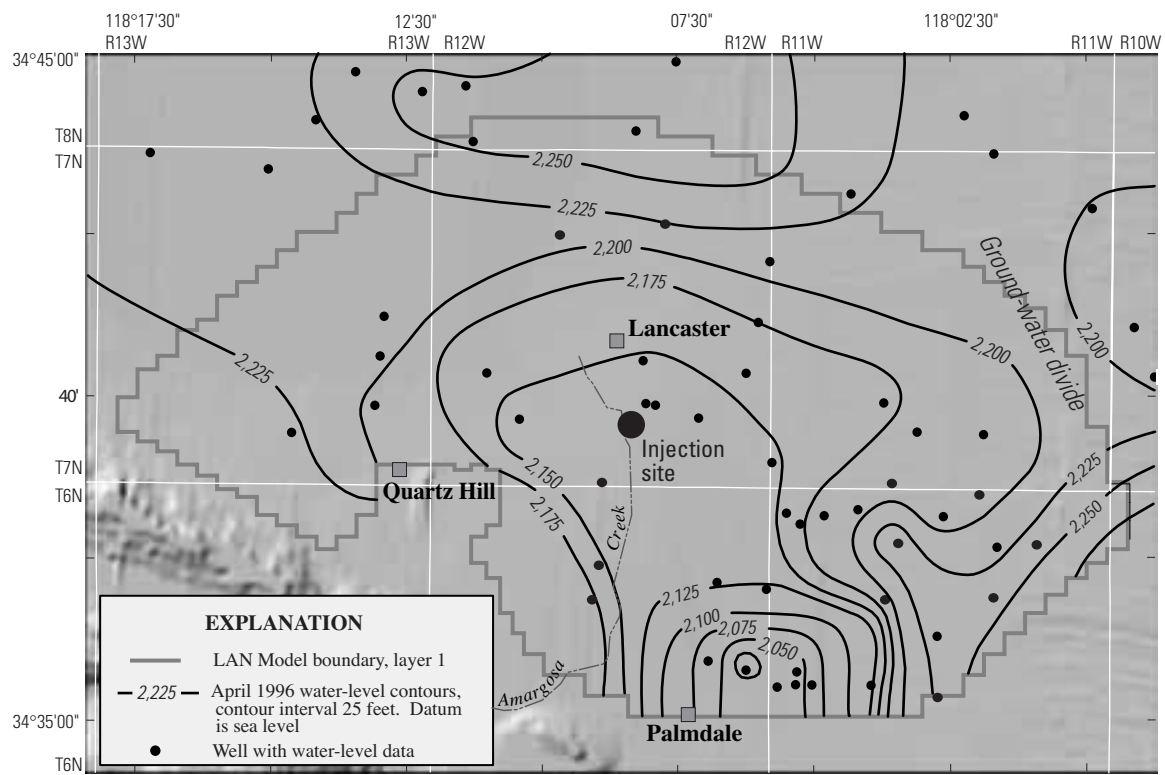 118°17'30"
12'30"
07'30"
118°02'30"
R13W
R13W
R12W
R12W
R11W
R11W
R10W
34°45'00"
T8N
T7N
2,250
2,225
2,200
2,175
Ground-water divide
Lancaster
2,200
2,200
2,225
40'
Injection
site
T7N
T6N
Quartz Hill
2,150
2,175
2,225
2,250
Creek
2,125
2,100
2,075
2,050
Amargosa
Palmdale
EXPLANATION
LAN Model boundary, layer 1
2,225
April 1996 water-level contours,
contour interval 25 feet. Datum
is sea level
Well with water-level data
34°35'00"
T6N